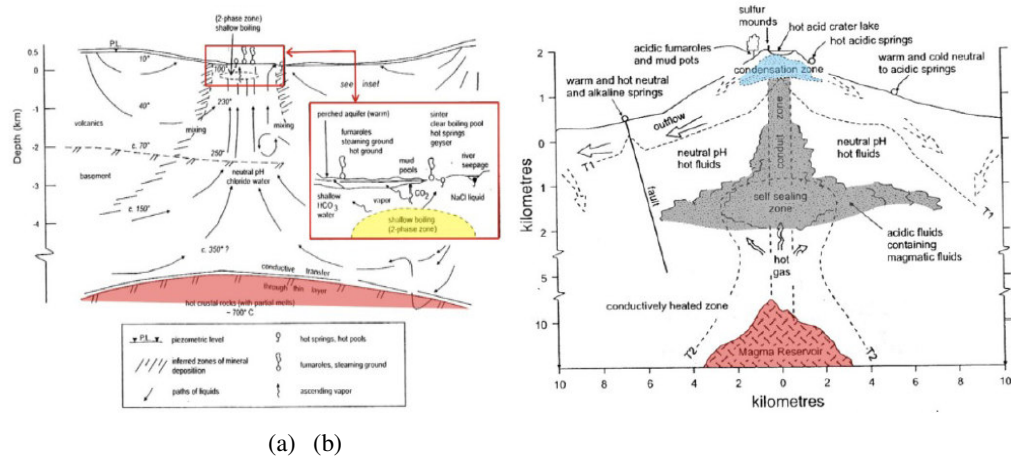 (a)
(2-phase zone)
shallow boiling
P.L.
0.5
0
-1
-2
-3
-4
Depth (km)
10°
40°
100°
230°
250°
c. 70°
c. 150°
c. 350° ?
volcanics
mixing
mixing
basement
neutral pH
chlorido water
see inset
perched aquifer (warm)
fumaroles
steaming ground
hot ground
sinter
clear boiling pool
hot springs
geyser
mud
pools
river
seepage
shallow
HCO3
water
vapor
CO2
NaCl liquid
shallow boiling
(2-phase zone)
conductive transfer
through thin layer
hot crustal rocks (with partial melts)
~ 700° C
P.L. piezometric level
inferred zones of mineral
deposition
paths of liquids
hot springs, hot pools
fumaroles, steaming ground
ascending vapor
(b)
sulfur
mounds
hot acid crater lake
hot acidic springs
acidic fumaroles
and mud pots
condensation zone
warm and cold neutral
to acidic springs
warm and hot neutral
and alkaline springs
outflow
T1
neutral pH
hot fluids
conduit zone
neutral pH
hot fluids
T1
fault
self sealing
zone
acidic fluids
containing
magmatic fluids
hot
gas
conductively heated zone
T2
T2
Magma Reservoir
kilometres
2
1
0
1
2
5
10
10 8 6 4 2 0 2 4 6 8 10
kilometres
(a) (b)